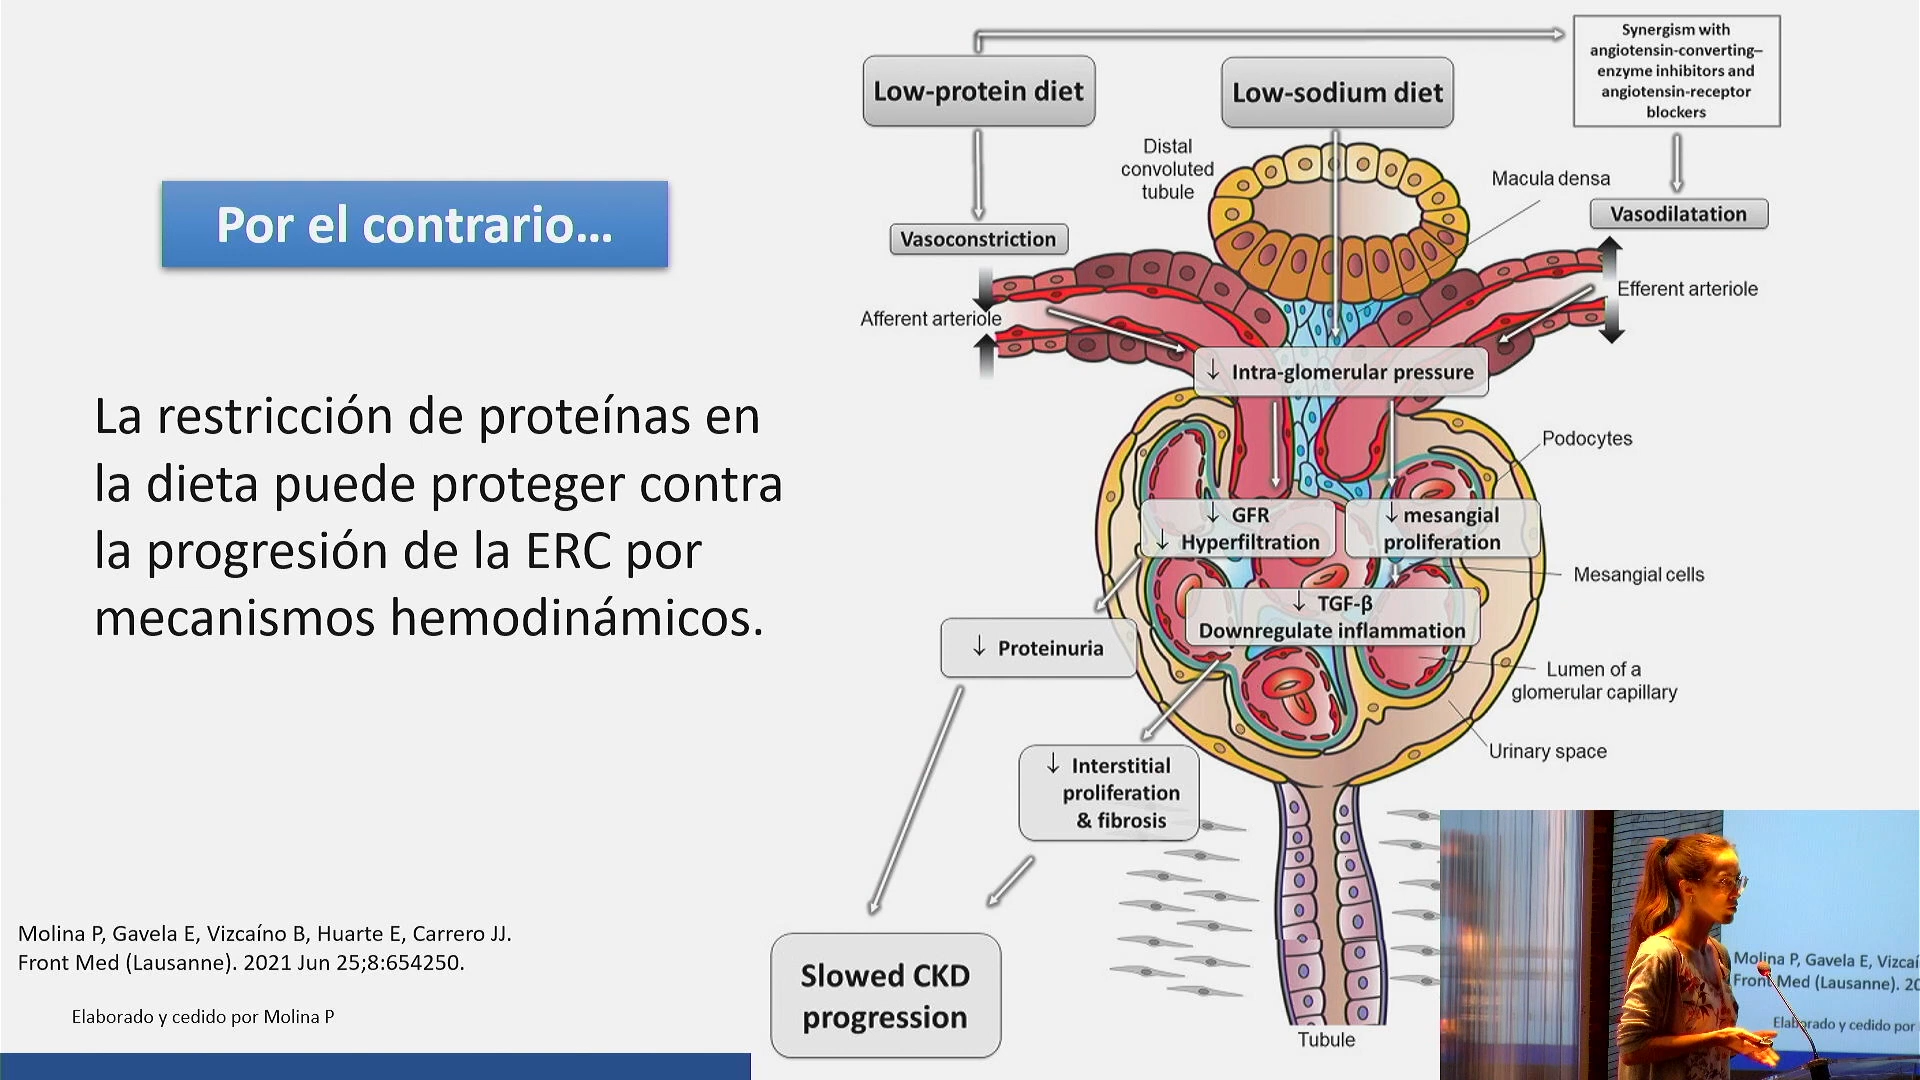 Por el contrario...
La restricción de proteínas en
la dieta puede proteger contra
la progresión de la ERC por
mecanismos hemodinámicos.
Molina P, Gavela E, Vizcaíno B, Huarte E, Carrero JJ.
Front Med (Lausanne). 2021 Jun 25;8:654250.
Elaborado y cedido por Molina P
Low-protein diet
Low-sodium diet
Synergism with
angiotensin-converting–
enzyme inhibitors and
angiotensin-receptor
blockers
Distal
convoluted
tubule
Macula densa
Vasoconstriction
Vasodilatation
Afferent arteriole
Efferent arteriole
↓ Intra-glomerular pressure
Podocytes
↓ GFR
↓ Hyperfiltration
↓ mesangial
proliferation
Mesangial cells
↓ TGF-β
Downregulate inflammation
↓ Proteinuria
Lumen of a
glomerular capillary
Urinary space
↓ Interstitial
proliferation
& fibrosis
Slowed CKD
progression
Tubule
Molina P, Gavela E, Vizcaí
Front Med (Lausanne). 20
Elaborado y cedido por